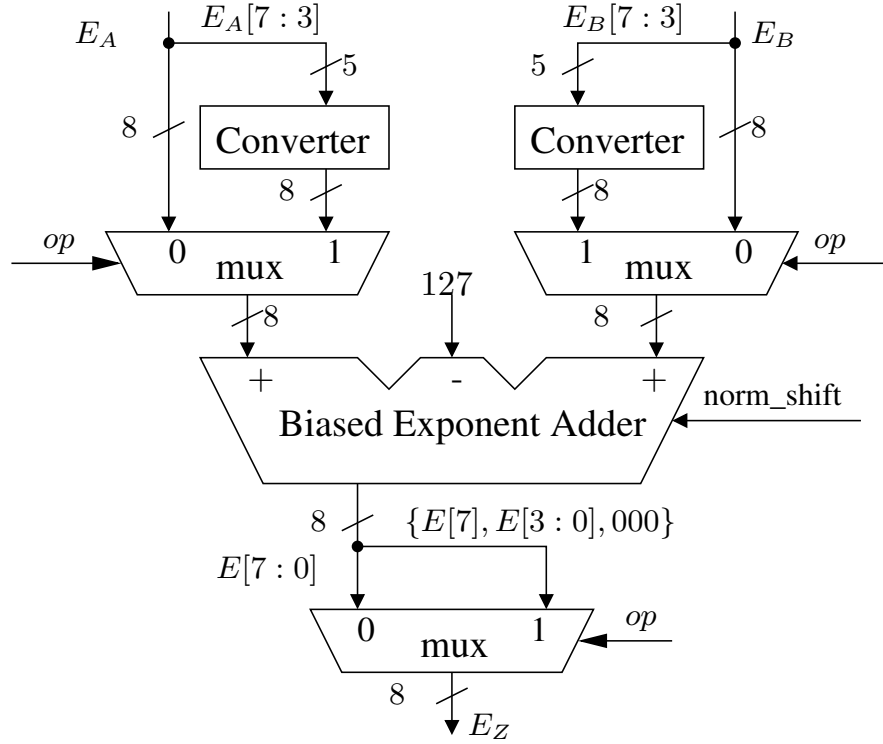 E_A E_A[7 : 3] E_B[7 : 3] E_B
5 5
8 Converter Converter 8
8 8
op 0 1 1 0 op
mux mux
127
8 8
+ - +
norm_shift
Biased Exponent Adder
8 {E[7], E[3 : 0], 000}
E[7 : 0]
0 1 op
mux
8
E_Z